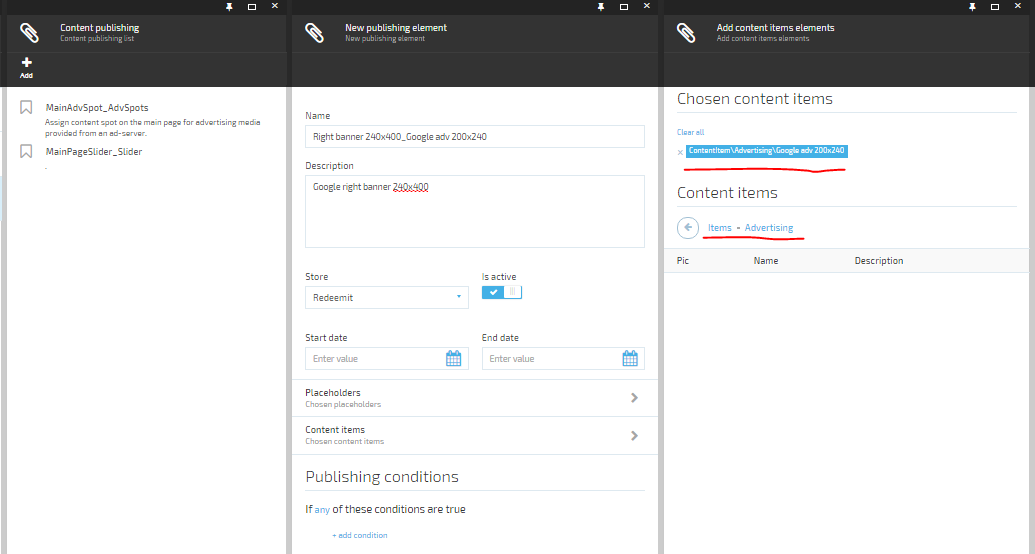 Content publishing
Content publishing list
Add
MainAdvSpot_AdvSpots
Assign content spot on the main page for advertising media
provided from an ad-server.
MainPageSlider_Slider
New publishing element
New publishing element
Name
Right banner 240x400_Google adv 200x240
Description
Google right banner 240x400
Store
Is active
Redeemit
Start date
End date
Enter value
Enter value
Placeholders
Chosen placeholders
Content items
Chosen content items
Publishing conditions
If any of these conditions are true
+ add condition
Add content items elements
Add content items elements
Chosen content items
Clear all
× ContentItem\Advertising\Google adv 200x240
Content items
Items - Advertising
Pic Name Description